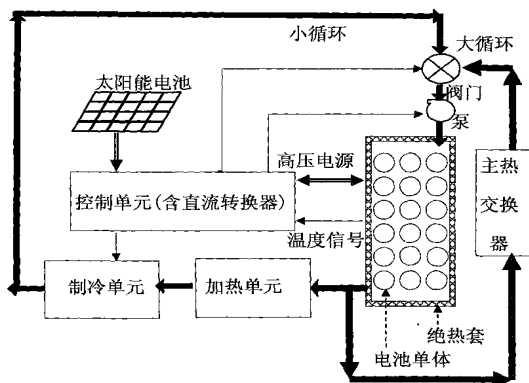 小循环
大循环
太阳能电池
阀门
泵
高压电源
主热
交换
器
控制单元(含直流转换器)
温度信号
制冷单元
加热单元
绝热套
电池单体